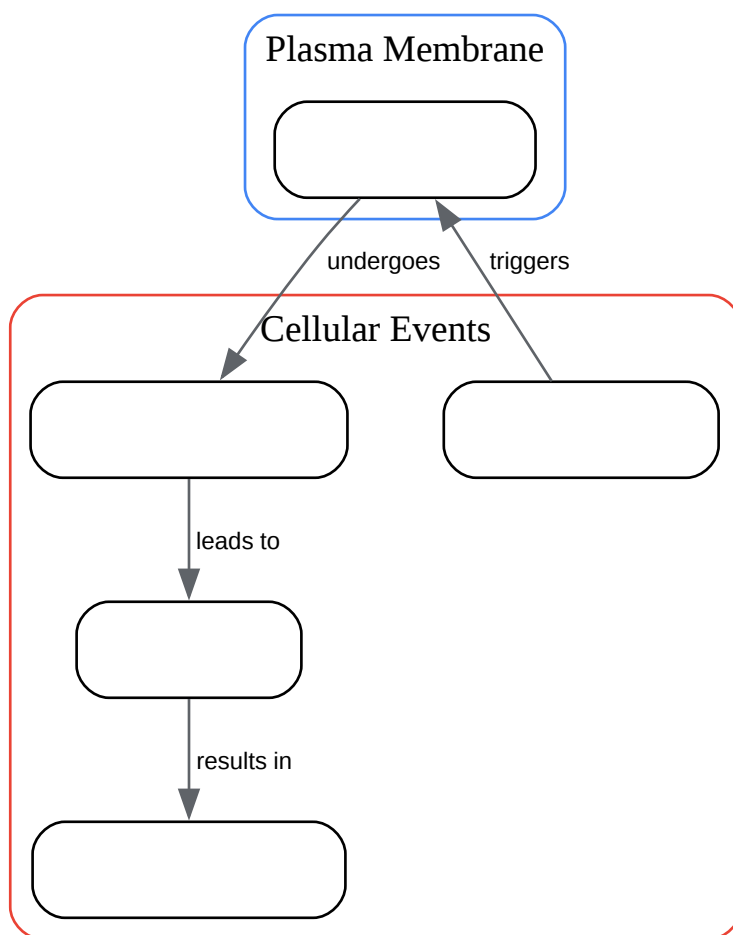 Plasma Membrane
undergoes
triggers
Cellular Events
leads to
results in